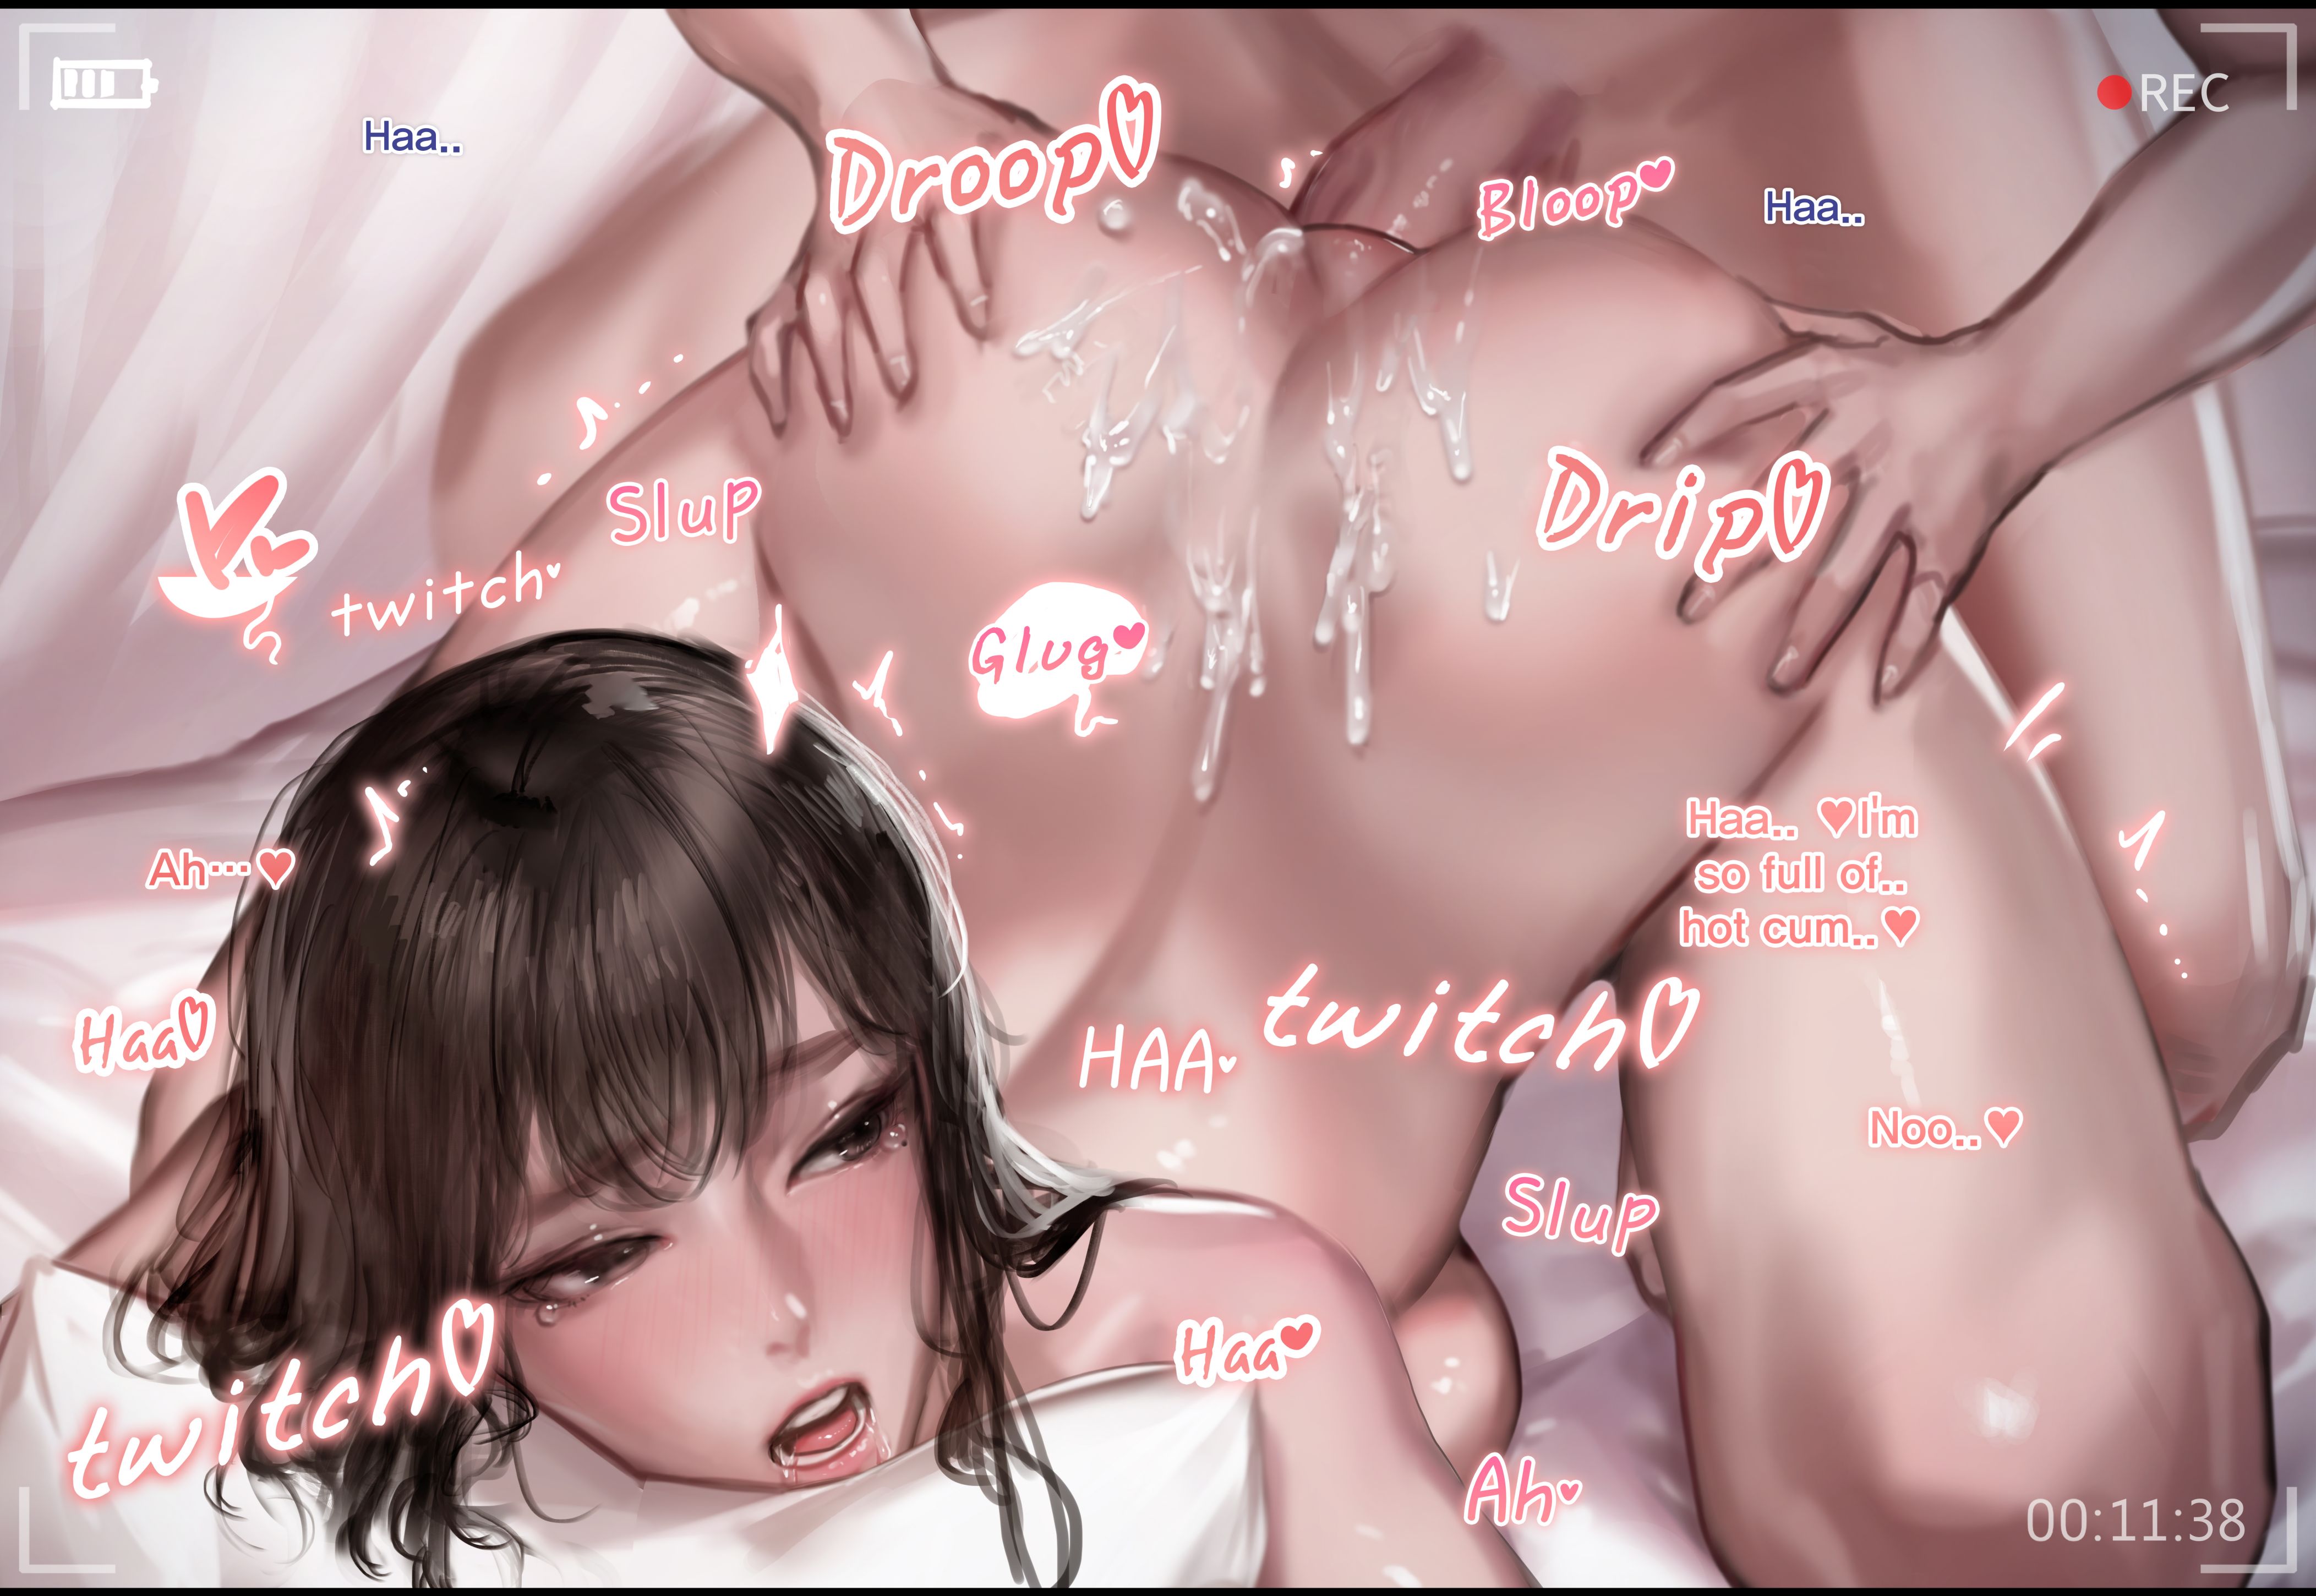 REC
Haa..
Droop
Bloop♥
Haa..
Slup
Drip
twitch♥
Glug♥
Haa.. ♥I'm
so full of..
hot cum..♥
Ah…♥
Haa
HAA♥
twitch
Noo..♥
Slup
twitch
Haa♥
Ah♥
00:11:38